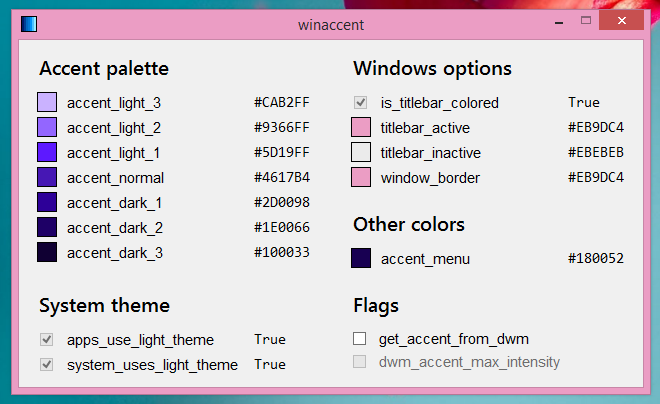 winaccent
Accent palette
accent_light_3 #CAB2FF
accent_light_2 #9366FF
accent_light_1 #5D19FF
accent_normal #4617B4
accent_dark_1 #2D0098
accent_dark_2 #1E0066
accent_dark_3 #100033
Windows options
is_titlebar_colored True
titlebar_active #EB9DC4
titlebar_inactive #EBEBEB
window_border #EB9DC4
Other colors
accent_menu #180052
System theme
apps_use_light_theme True
system_uses_light_theme True
Flags
get_accent_from_dwm
dwm_accent_max_intensity